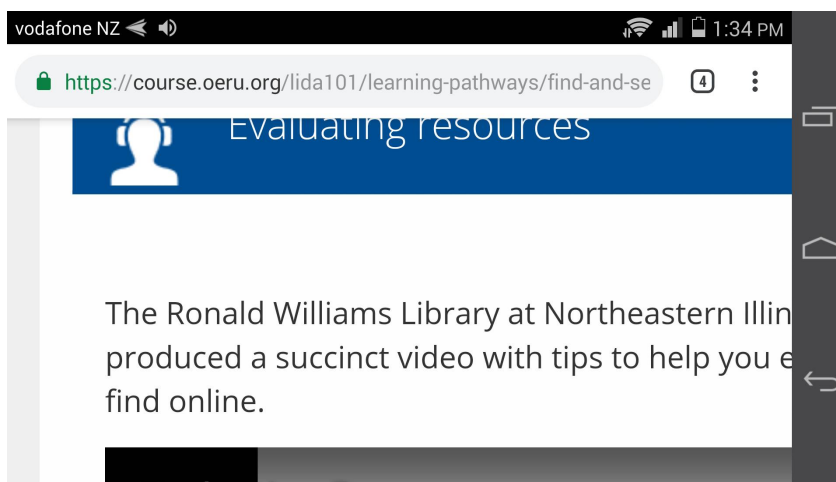 vodafone NZ 1:34 PM
https://course.oeru.org/lida101/learning-pathways/find-and-se 4
Evaluating resources
The Ronald Williams Library at Northeastern Illin
produced a succinct video with tips to help you e
find online.